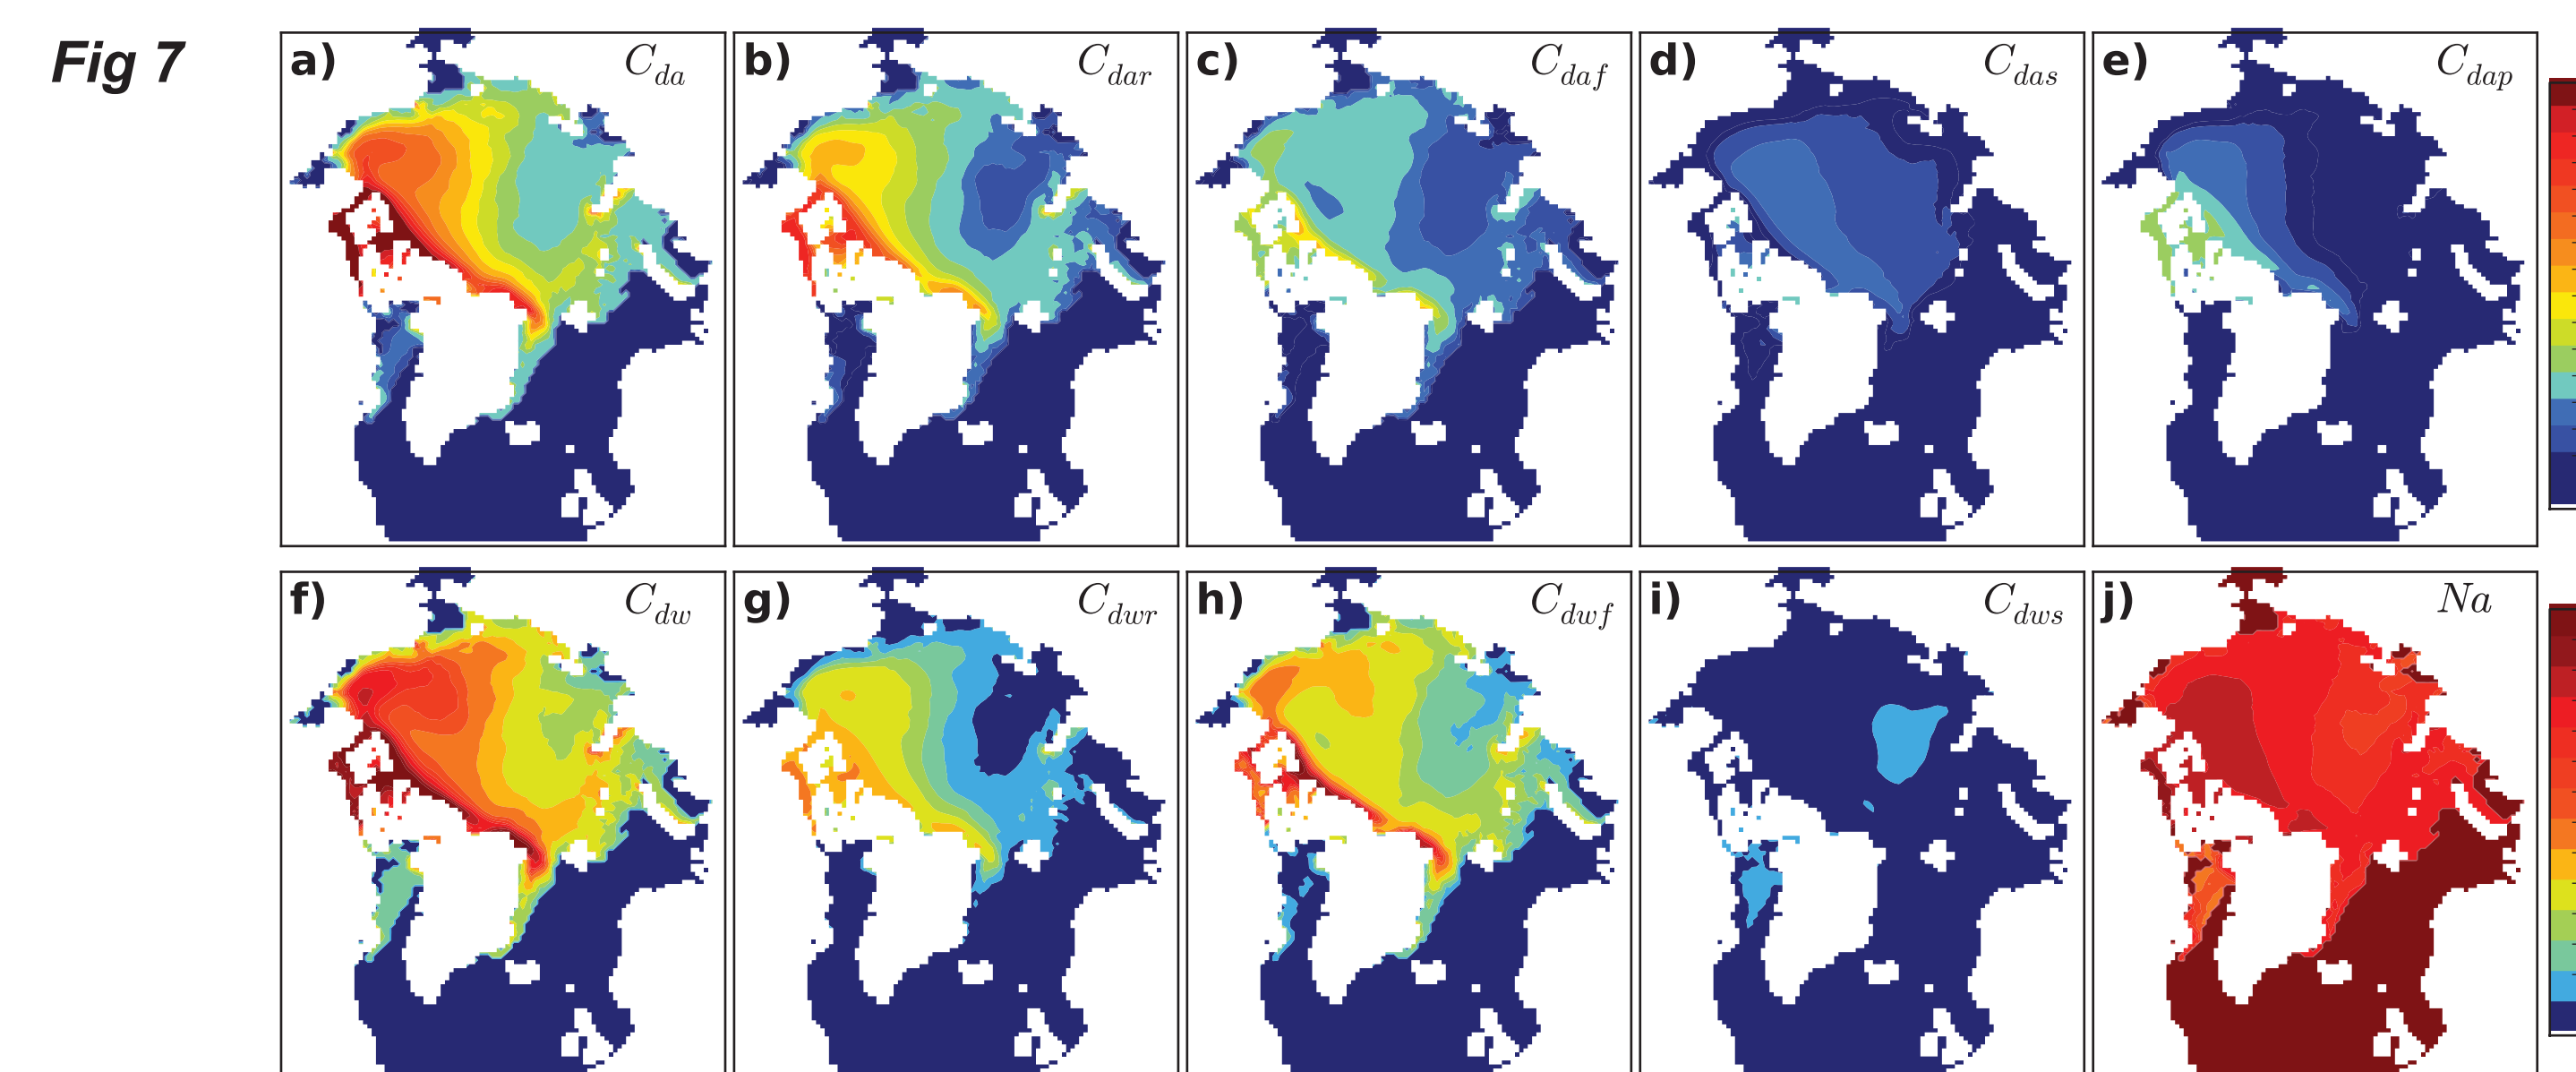 Fig 7
a) C_da
b) C_dar
c) C_daf
d) C_das
e) C_dap
f) C_dw
g) C_dwr
h) C_dwf
i) C_dws
j) Na